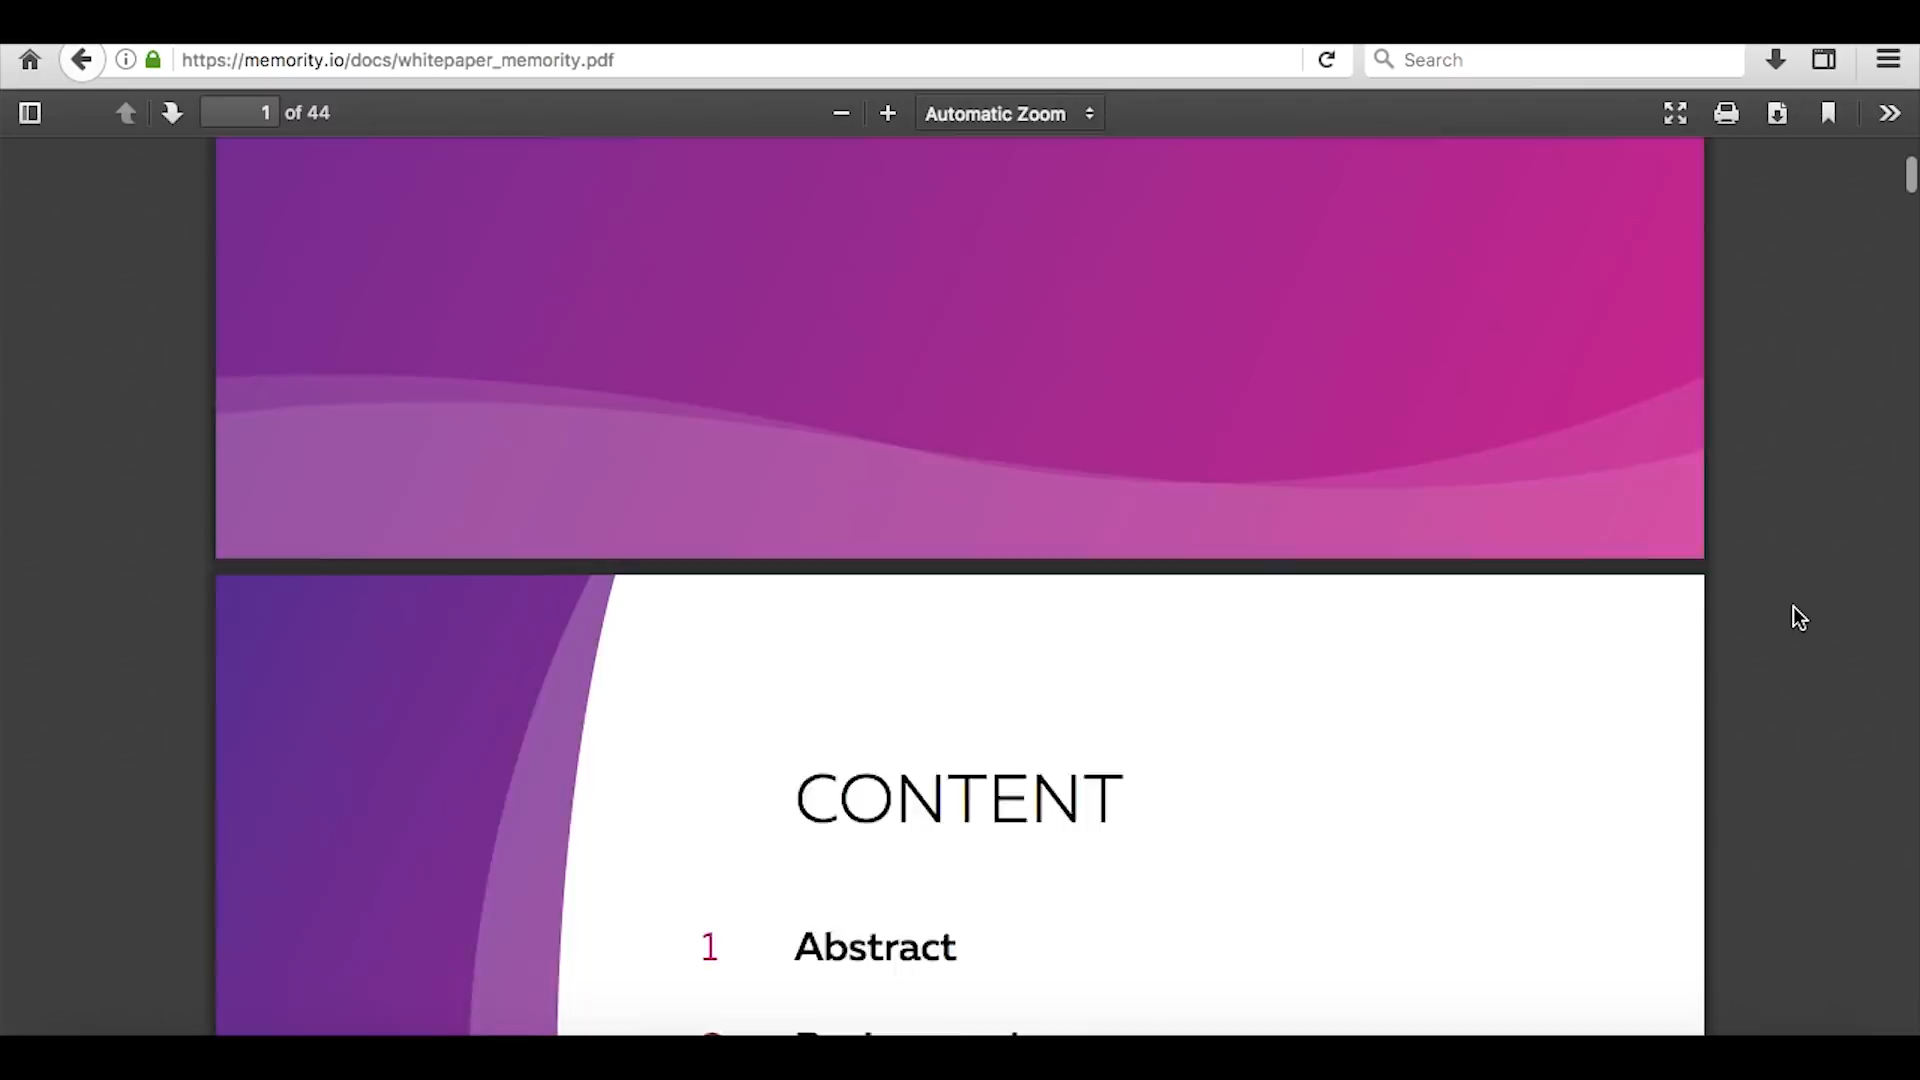 https://memority.io/docs/whitepaper_memority.pdf
Search
1 of 44
Automatic Zoom
CONTENT
1 Abstract